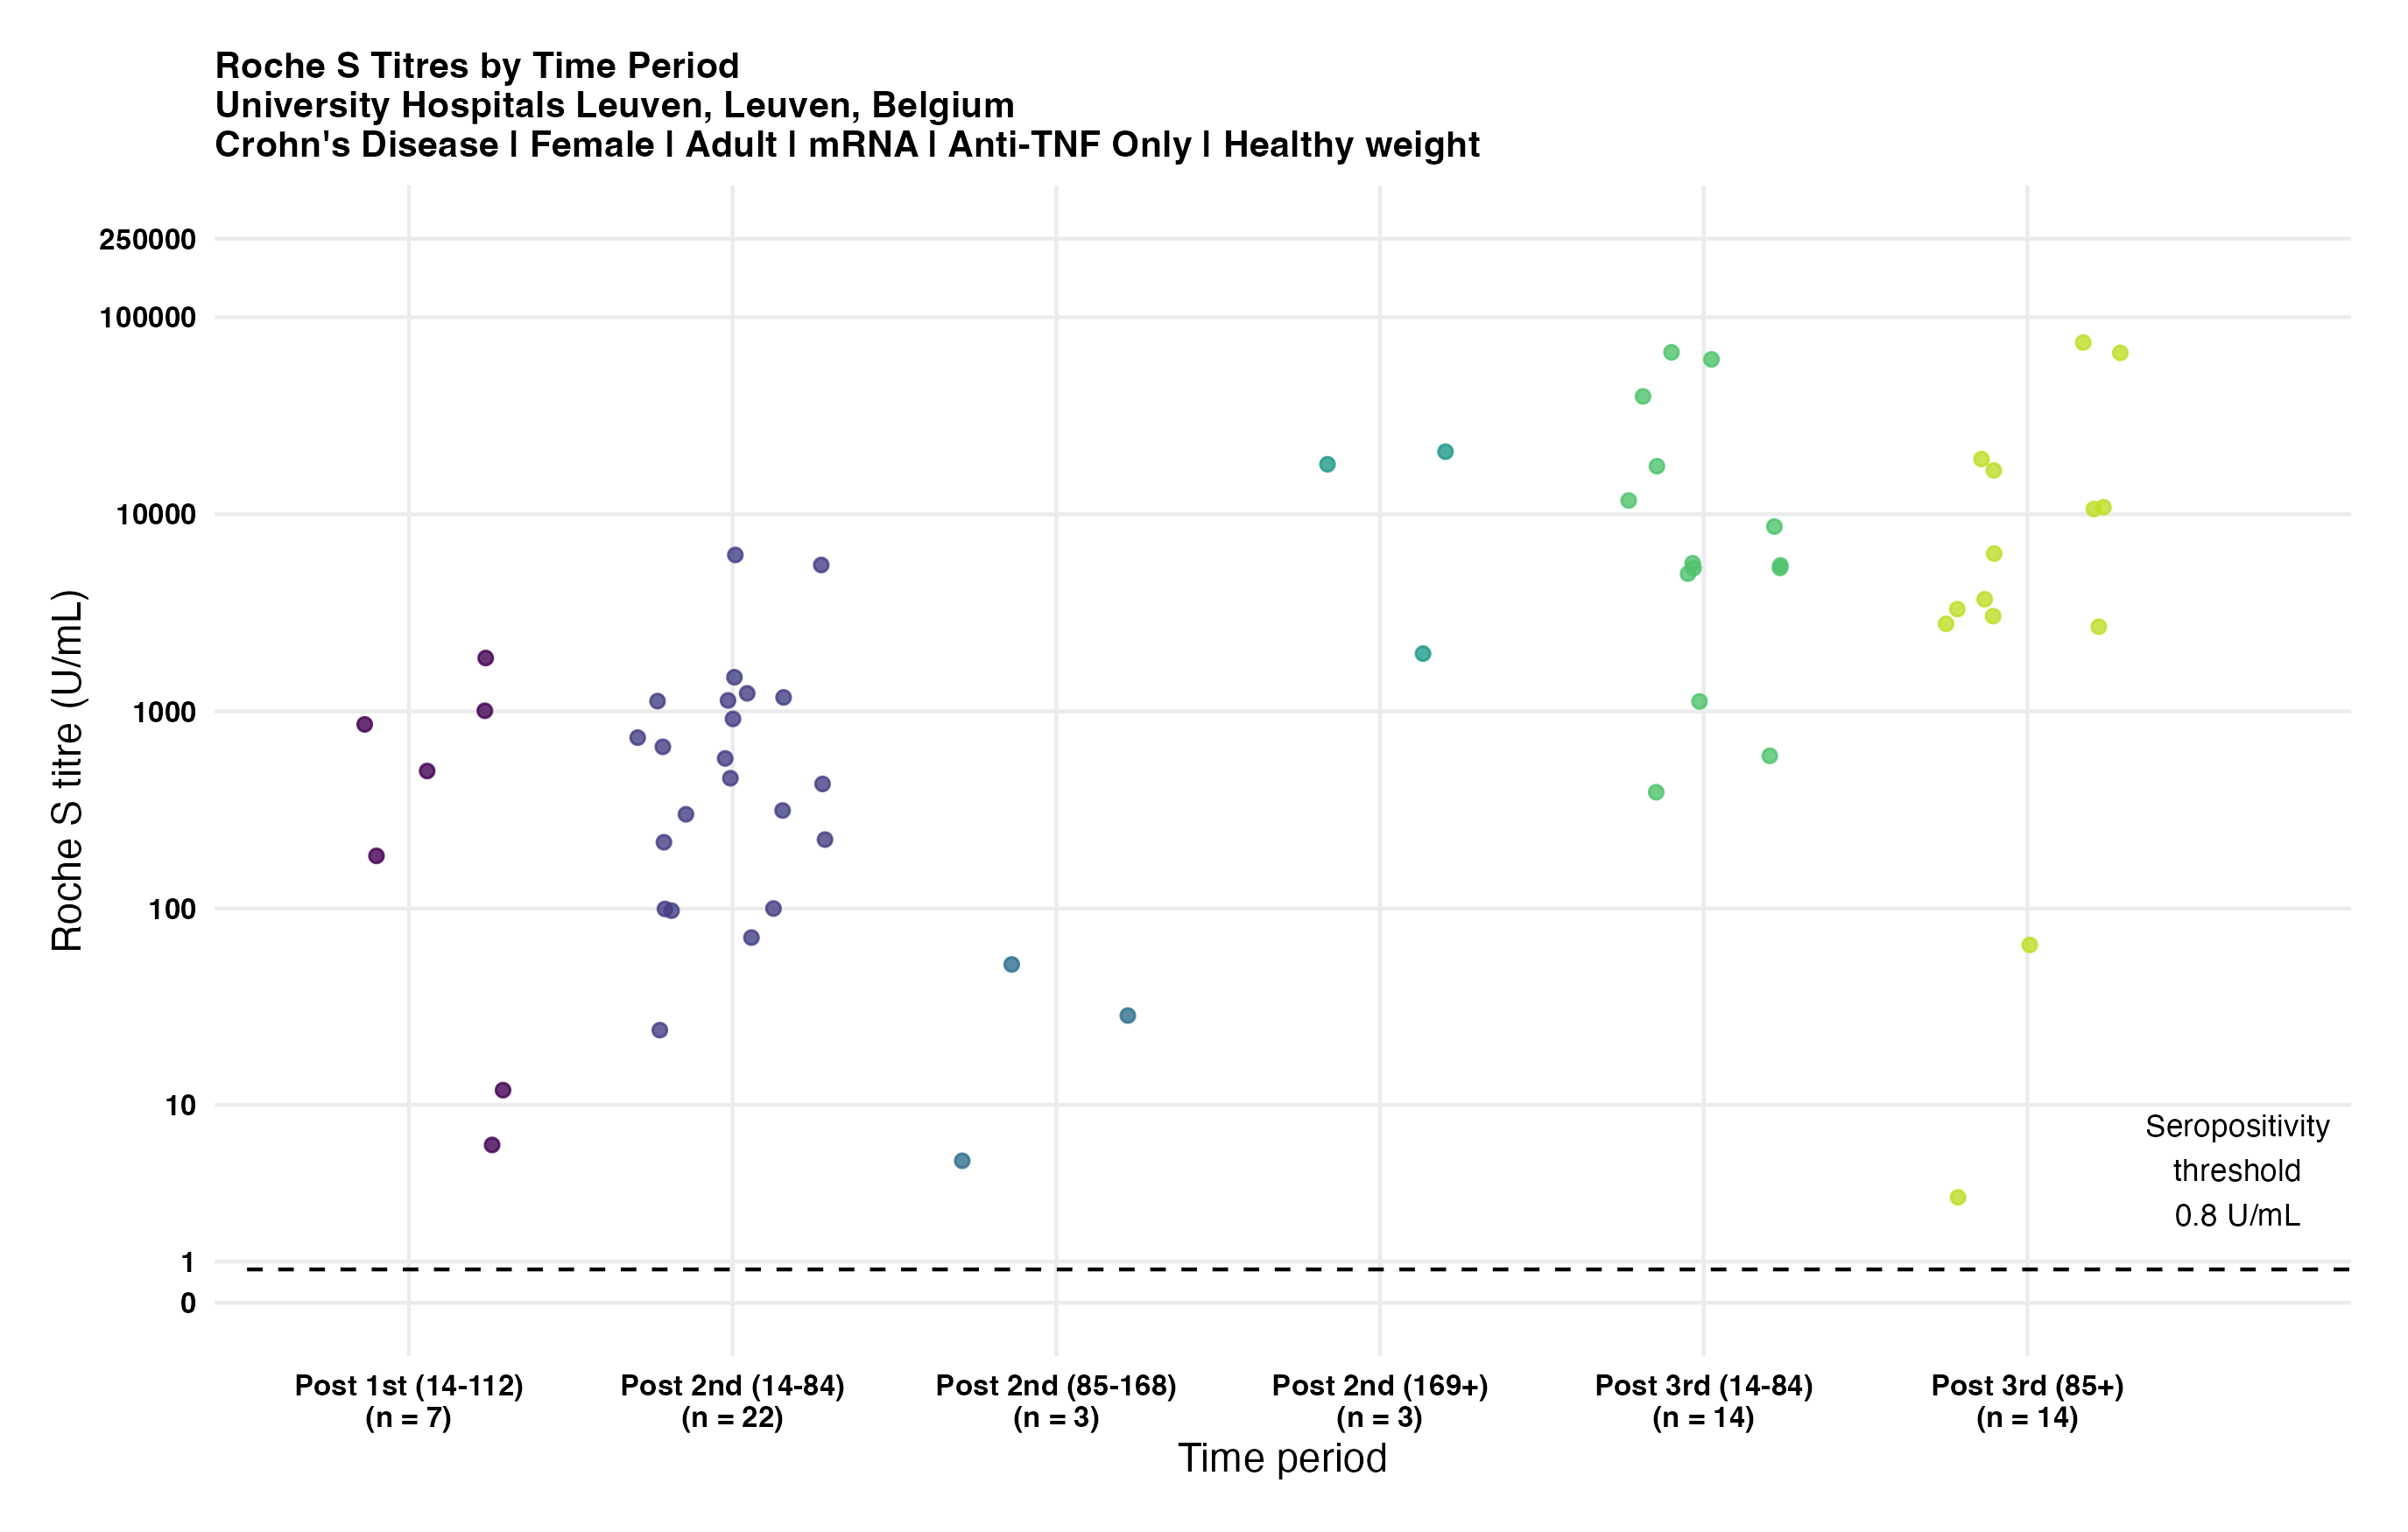 Roche S Titres by Time Period
University Hospitals Leuven, Leuven, Belgium
Crohn's Disease | Female | Adult | mRNA | Anti-TNF Only | Healthy weight
250000
100000
10000
1000
100
10
1
0
Roche S titre (U/mL)
Seropositivity
threshold
0.8 U/mL
Post 1st (14-112)
(n = 7)
Post 2nd (14-84)
(n = 22)
Post 2nd (85-168)
(n = 3)
Post 2nd (169+)
(n = 3)
Post 3rd (14-84)
(n = 14)
Post 3rd (85+)
(n = 14)
Time period